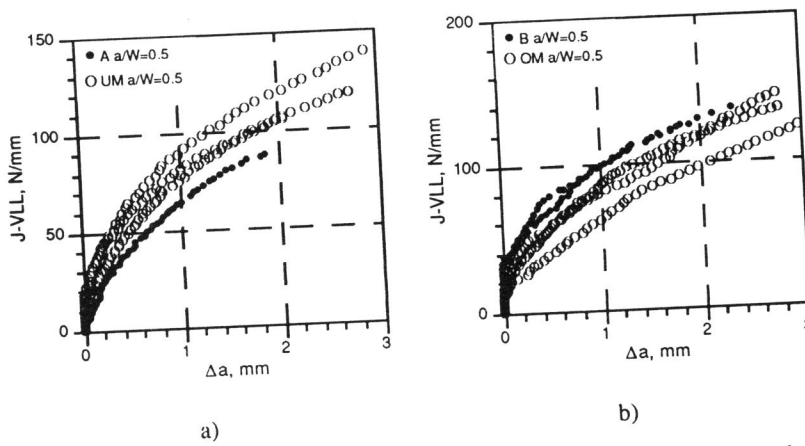 150
● A a/W=0.5
○ UM a/W=0.5
100
50
0
J-VLL, N/mm
0 1 2 3
Δa, mm
a)
200
● B a/W=0.5
○ OM a/W=0.5
100
0
J-VLL, N/mm
0 1 2 3
Δa, mm
b)